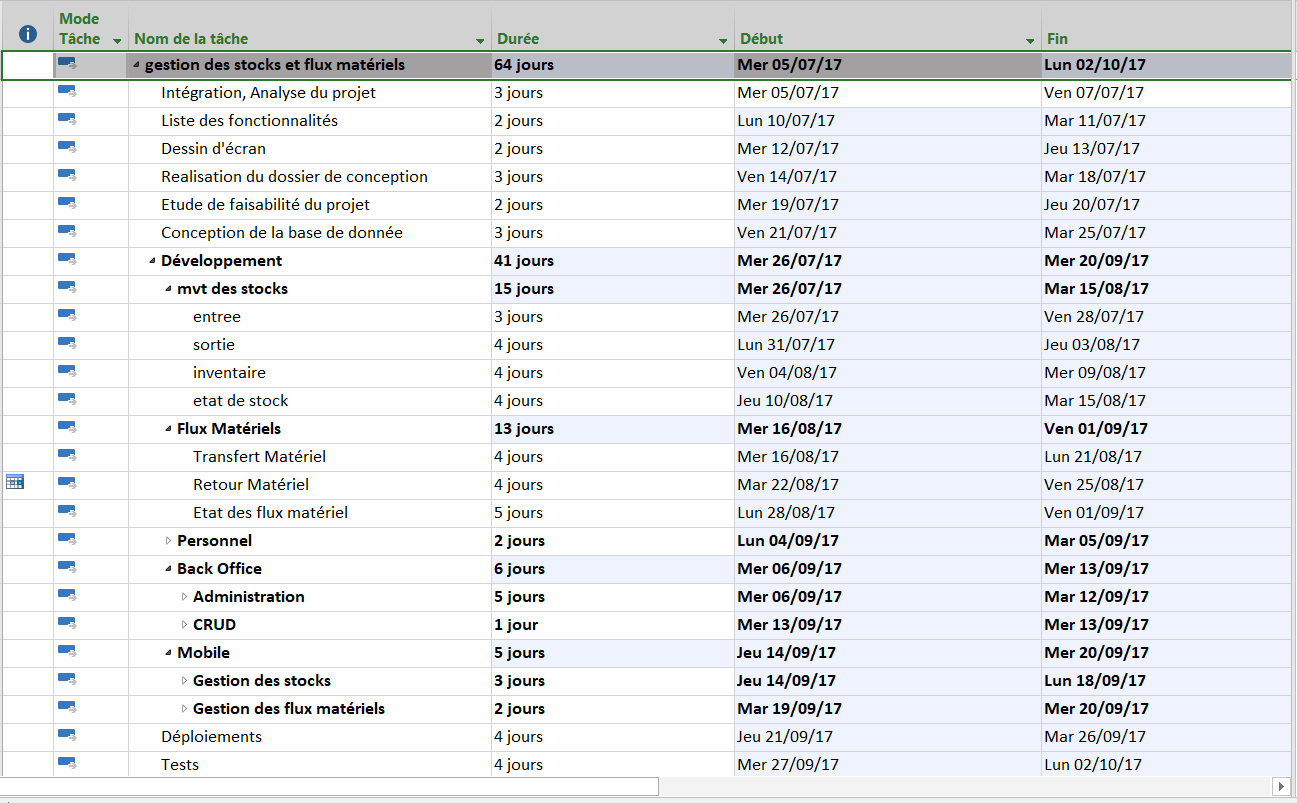 Mode Tâche Nom de la tâche Durée Début Fin
gestion des stocks et flux matériels 64 jours Mer 05/07/17 Lun 02/10/17
Intégration, Analyse du projet 3 jours Mer 05/07/17 Ven 07/07/17
Liste des fonctionnalités 2 jours Lun 10/07/17 Mar 11/07/17
Dessin d'écran 2 jours Mer 12/07/17 Jeu 13/07/17
Realisation du dossier de conception 3 jours Ven 14/07/17 Mar 18/07/17
Etude de faisabilité du projet 2 jours Mer 19/07/17 Jeu 20/07/17
Conception de la base de donnée 3 jours Ven 21/07/17 Mar 25/07/17
Développement 41 jours Mer 26/07/17 Mer 20/09/17
mvt des stocks 15 jours Mer 26/07/17 Mar 15/08/17
entree 3 jours Mer 26/07/17 Ven 28/07/17
sortie 4 jours Lun 31/07/17 Jeu 03/08/17
inventaire 4 jours Ven 04/08/17 Mer 09/08/17
etat de stock 4 jours Jeu 10/08/17 Mar 15/08/17
Flux Matériels 13 jours Mer 16/08/17 Ven 01/09/17
Transfert Matériel 4 jours Mer 16/08/17 Lun 21/08/17
Retour Matériel 4 jours Mar 22/08/17 Ven 25/08/17
Etat des flux matériel 5 jours Lun 28/08/17 Ven 01/09/17
Personnel 2 jours Lun 04/09/17 Mar 05/09/17
Back Office 6 jours Mer 06/09/17 Mer 13/09/17
Administration 5 jours Mer 06/09/17 Mar 12/09/17
CRUD 1 jour Mer 13/09/17 Mer 13/09/17
Mobile 5 jours Jeu 14/09/17 Mer 20/09/17
Gestion des stocks 3 jours Jeu 14/09/17 Lun 18/09/17
Gestion des flux matériels 2 jours Mar 19/09/17 Mer 20/09/17
Déploiements 4 jours Jeu 21/09/17 Mar 26/09/17
Tests 4 jours Mer 27/09/17 Lun 02/10/17